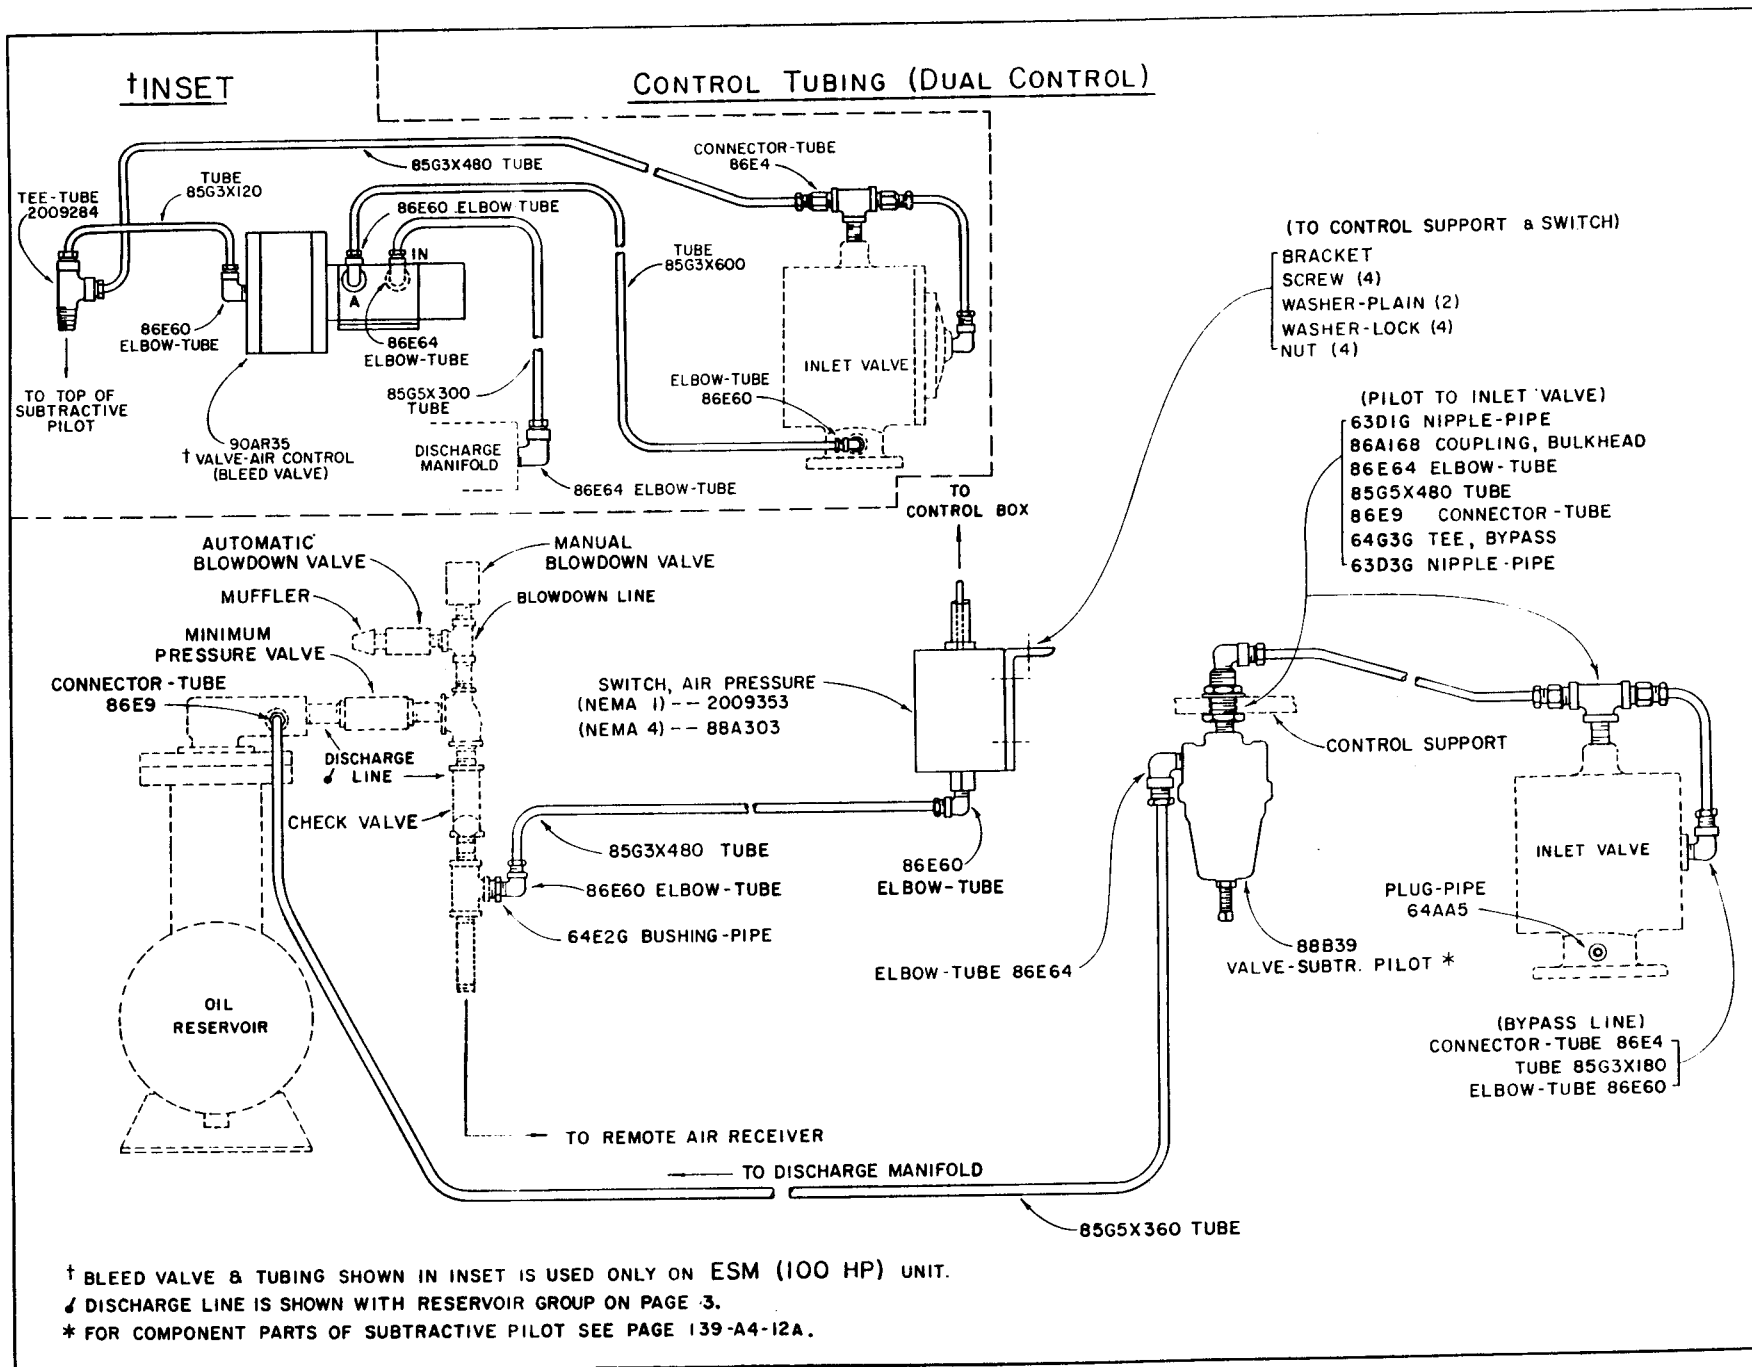 †INSET
CONTROL TUBING (DUAL CONTROL)
CONNECTOR-TUBE
86E4
85G3X480 TUBE
TUBE
85G3X120
TEE-TUBE
2009284
86E60 ELBOW TUBE
IN
A
TUBE
85G3X600
86E60
ELBOW-TUBE
86E64
ELBOW-TUBE
INLET VALVE
ELBOW-TUBE
86E60
85G5X300
TUBE
TO TOP OF
SUBTRACTIVE
PILOT
90AR35
† VALVE-AIR CONTROL
(BLEED VALVE)
DISCHARGE
MANIFOLD
86E64 ELBOW-TUBE
(TO CONTROL SUPPORT & SWITCH)
BRACKET
SCREW (4)
WASHER-PLAIN (2)
WASHER-LOCK (4)
NUT (4)
(PILOT TO INLET VALVE)
63D1G NIPPLE-PIPE
86A168 COUPLING, BULKHEAD
86E64 ELBOW-TUBE
85G5X480 TUBE
86E9 CONNECTOR-TUBE
64G3G TEE, BYPASS
63D3G NIPPLE-PIPE
TO
CONTROL BOX
AUTOMATIC
BLOWDOWN VALVE
MANUAL
BLOWDOWN VALVE
MUFFLER
BLOWDOWN LINE
MINIMUM
PRESSURE VALVE
CONNECTOR-TUBE
86E9
SWITCH, AIR PRESSURE
(NEMA 1)-- 2009353
(NEMA 4)-- 88A303
DISCHARGE
LINE
CHECK VALVE
CONTROL SUPPORT
85G3X480 TUBE
86E60
ELBOW-TUBE
86E60 ELBOW-TUBE
64E2G BUSHING-PIPE
INLET VALVE
PLUG-PIPE
64AA5
88B39
VALVE-SUBTR. PILOT *
ELBOW-TUBE 86E64
OIL
RESERVOIR
(BYPASS LINE)
CONNECTOR-TUBE 86E4
TUBE 85G3X180
ELBOW-TUBE 86E60
TO REMOTE AIR RECEIVER
TO DISCHARGE MANIFOLD
85G5X360 TUBE
† BLEED VALVE & TUBING SHOWN IN INSET IS USED ONLY ON ESM (100 HP) UNIT.
DISCHARGE LINE IS SHOWN WITH RESERVOIR GROUP ON PAGE 3.
* FOR COMPONENT PARTS OF SUBTRACTIVE PILOT SEE PAGE 139-A4-12A.